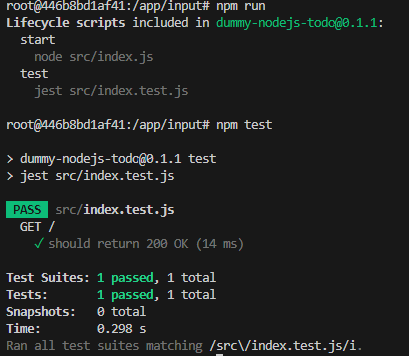 root@446b8bd1af41:/app/input# npm run
Lifecycle scripts included in dummy-nodejs-todo@0.1.1:
  start
    node src/index.js
  test
    jest src/index.test.js

root@446b8bd1af41:/app/input# npm test

> dummy-nodejs-todo@0.1.1 test
> jest src/index.test.js

PASS src/index.test.js
  GET /
    ✓ should return 200 OK (14 ms)

Test Suites: 1 passed, 1 total
Tests:       1 passed, 1 total
Snapshots:   0 total
Time:        0.298 s
Ran all test suites matching /src\/index.test.js/i.